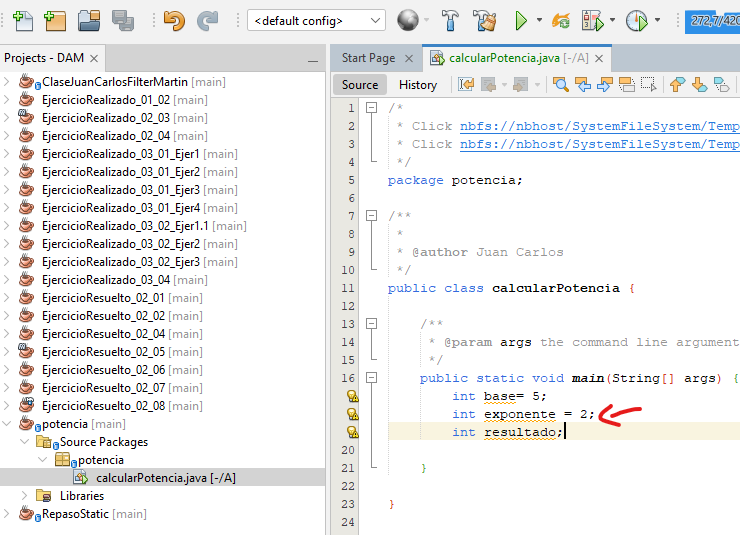 <default config>
272,7/420
Projects - DAM
ClaseJuanCarlosFilterMartin [main]
EjercicioRealizado_01_02 [main]
EjercicioRealizado_02_03 [main]
EjercicioRealizado_02_04 [main]
EjercicioRealizado_03_01_Ejer1 [main]
EjercicioRealizado_03_01_Ejer2 [main]
EjercicioRealizado_03_01_Ejer3 [main]
EjercicioRealizado_03_01_Ejer4 [main]
EjercicioRealizado_03_02_Ejer1.1 [main]
EjercicioRealizado_03_02_Ejer2 [main]
EjercicioRealizado_03_02_Ejer3 [main]
EjercicioRealizado_03_04 [main]
EjercicioResuelto_02_01 [main]
EjercicioResuelto_02_02 [main]
EjercicioResuelto_02_04 [main]
EjercicioResuelto_02_05 [main]
EjercicioResuelto_02_06 [main]
EjercicioResuelto_02_07 [main]
EjercicioResuelto_02_08 [main]
potencia [main]
Source Packages
potencia
calcularPotencia.java [-/A]
Libraries
RepasoStatic [main]
Start Page
calcularPotencia.java [-/A]
Source
History
1 /*
2 * Click nbfs://nbhost/SystemFileSystem/Temp
3 * Click nbfs://nbhost/SystemFileSystem/Temp
4 */
5 package potencia;
6
7 /**
8 *
9 * @author Juan Carlos
10 */
11 public class calcularPotencia {
12
13 /**
14 * @param args the command line argument
15 */
16 public static void main(String[] args) {
int base= 5;
int exponente = 2;
int resultado;
20
21 }
22
23 }
24